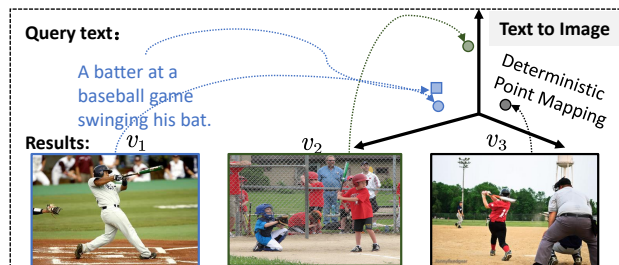 Query text:
Text to Image
A batter at a
baseball game
swinging his bat.
Deterministic
Point Mapping
Results:
v1
v2
v3